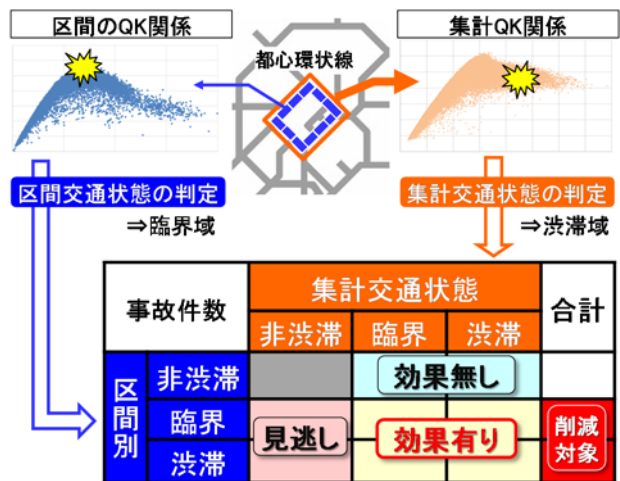 区間のQK関係
集計QK関係
都心環状線
区間交通状態の判定
⇒臨界域
集計交通状態の判定
⇒渋滞域
事故件数
集計交通状態
合計
非渋滞
臨界
渋滞
区間別
非渋滞
効果無し
臨界
渋滞
見逃し
効果有り
削減
対象